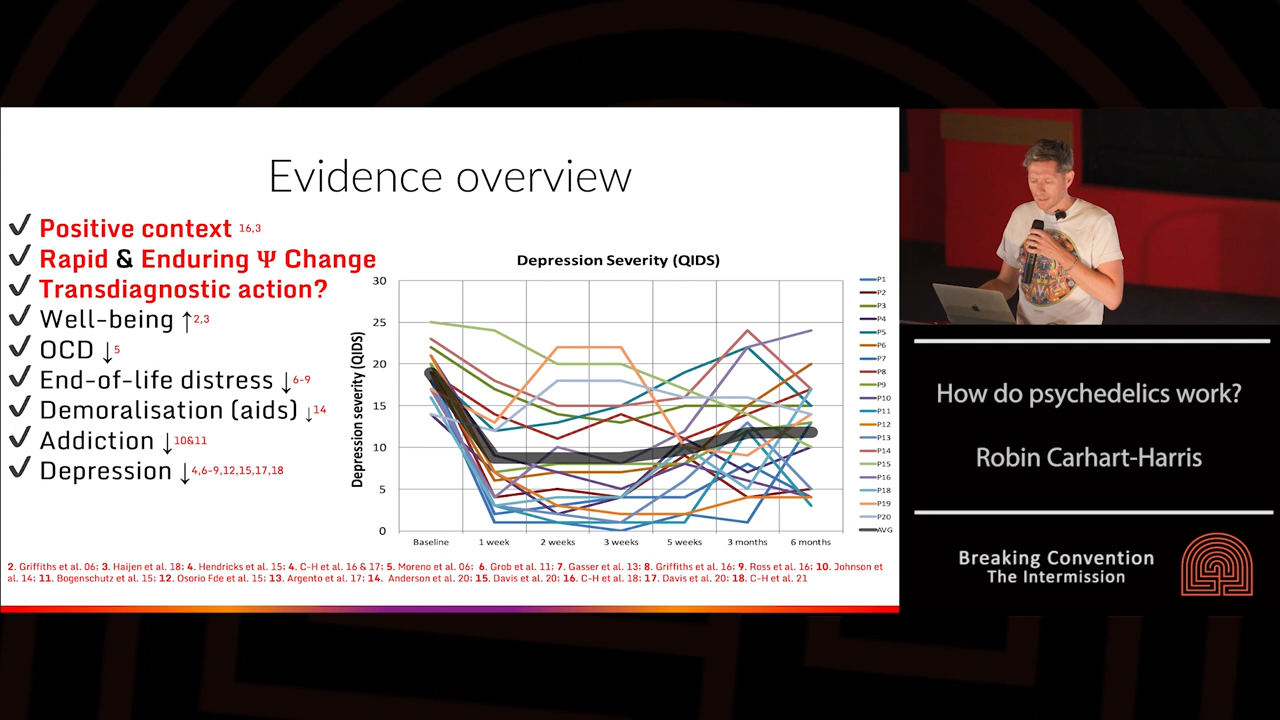 Evidence overview
✓ Positive context 16,3
✓ Rapid & Enduring Ψ Change
✓ Transdiagnostic action?
✓ Well-being ↑2,3
✓ OCD ↓5
✓ End-of-life distress ↓6-9
✓ Demoralisation (aids) ↓14
✓ Addiction ↓10&11
✓ Depression ↓4,6-9,12,15,17,18
Depression Severity (QIDS)
Depression severity (QIDS)
30
25
20
15
10
5
0
Baseline 1 week 2 weeks 3 weeks 5 weeks 3 months 6 months
P1
P2
P3
P4
P5
P6
P7
P8
P9
P10
P11
P12
P13
P14
P15
P16
P18
P19
P20
AVG
2. Griffiths et al. 06; 3. Haijen et al. 18; 4. Hendricks et al. 15; 4. C-H et al. 16 & 17; 5. Moreno et al. 06; 6. Grob et al. 11; 7. Gasser et al. 13; 8. Griffiths et al. 16; 9. Ross et al. 16; 10. Johnson et
al. 14; 11. Bogenschutz et al. 15; 12. Osorio Fde et al. 15; 13. Argento et al. 17; 14. Anderson et al. 20; 15. Davis et al. 20; 16. C-H et al. 18; 17. Davis et al. 20; 18. C-H et al. 21
How do psychedelics work?
Robin Carhart-Harris
Breaking Convention
The Intermission